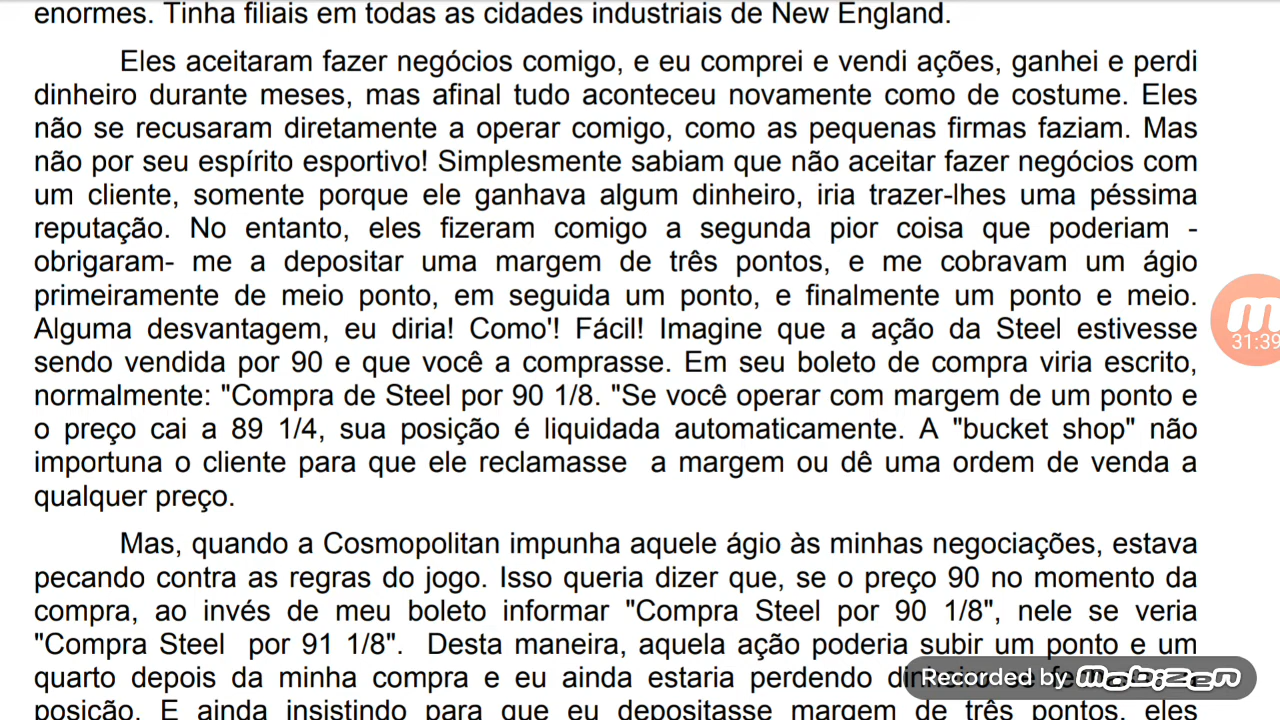 enormes. Tinha filiais em todas as cidades industriais de New England.
Eles aceitaram fazer negócios comigo, e eu comprei e vendi ações, ganhei e perdi
dinheiro durante meses, mas afinal tudo aconteceu novamente como de costume. Eles
não se recusaram diretamente a operar comigo, como as pequenas firmas faziam. Mas
não por seu espírito esportivo! Simplesmente sabiam que não aceitar fazer negócios com
um cliente, somente porque ele ganhava algum dinheiro, iria trazer-lhes uma péssima
reputação. No entanto, eles fizeram comigo a segunda pior coisa que poderiam -
obrigaram- me a depositar uma margem de três pontos, e me cobravam um ágio
primeiramente de meio ponto, em seguida um ponto, e finalmente um ponto e meio.
Alguma desvantagem, eu diria! Como'! Fácil! Imagine que a ação da Steel estivesse
sendo vendida por 90 e que você a comprasse. Em seu boleto de compra viria escrito,
normalmente: "Compra de Steel por 90 1/8. "Se você operar com margem de um ponto e
o preço cai a 89 1/4, sua posição é liquidada automaticamente. A "bucket shop" não
importuna o cliente para que ele reclamasse a margem ou dê uma ordem de venda a
qualquer preço.
Mas, quando a Cosmopolitan impunha aquele ágio às minhas negociações, estava
pecando contra as regras do jogo. Isso queria dizer que, se o preço 90 no momento da
compra, ao invés de meu boleto informar "Compra Steel por 90 1/8", nele se veria
"Compra Steel por 91 1/8". Desta maneira, aquela ação poderia subir um ponto e um
quarto depois da minha compra e eu ainda estaria perdendo
posição. E ainda insistindo para que eu depositasse margem de três pontos, eles
31:39
Recorded by MOBIZEN